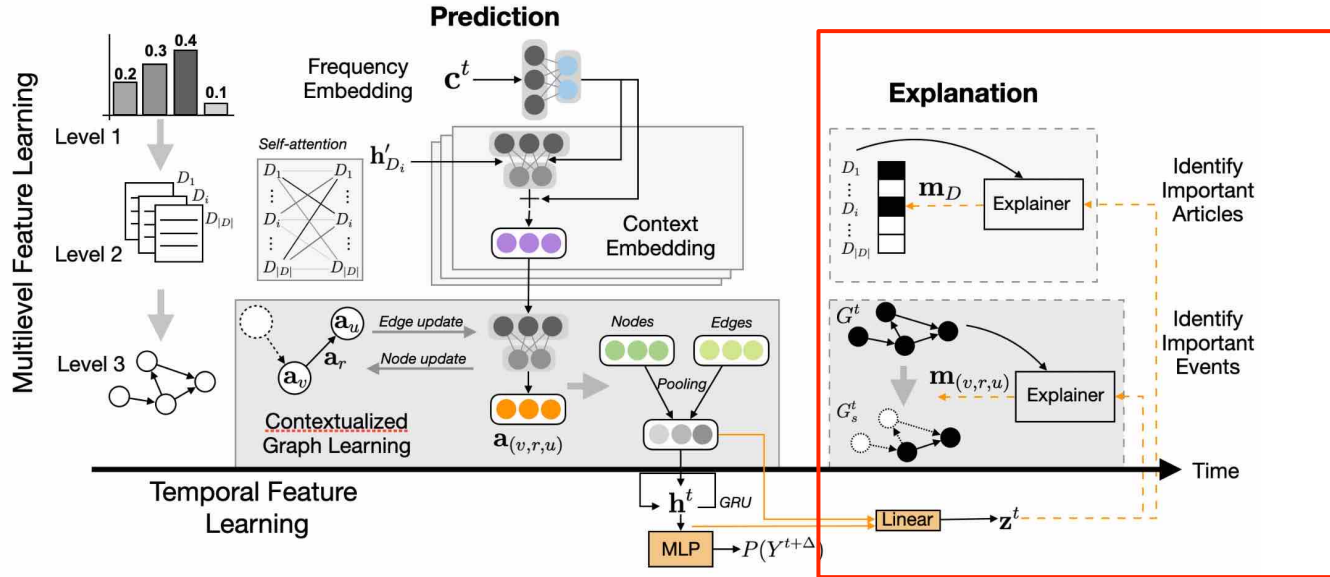 Prediction
Explanation
Multilevel Feature Learning
0.2
0.3
0.4
0.1
Level 1
Level 2
Level 3
D_1
D_i
D_{|D|}
Frequency
Embedding
c^t
Self-attention
D_1 D_1
⋮ ⋮
D_i D_i
⋮ ⋮
D_{|D|} D_{|D|}
h'_{D_i}
+
Context
Embedding
a_u
a_r
a_v
Edge update
Node update
Contextualized
Graph Learning
a_{(v,r,u)}
Nodes
Edges
Pooling
D_1
⋮
D_i
⋮
D_{|D|}
m_D
Explainer
Identify
Important
Articles
G^t
m_{(v,r,u)}
G_s^t
Explainer
Identify
Important
Events
Time
Temporal Feature
Learning
h^t
GRU
MLP
P(Y^{t+Δ})
Linear
z^t